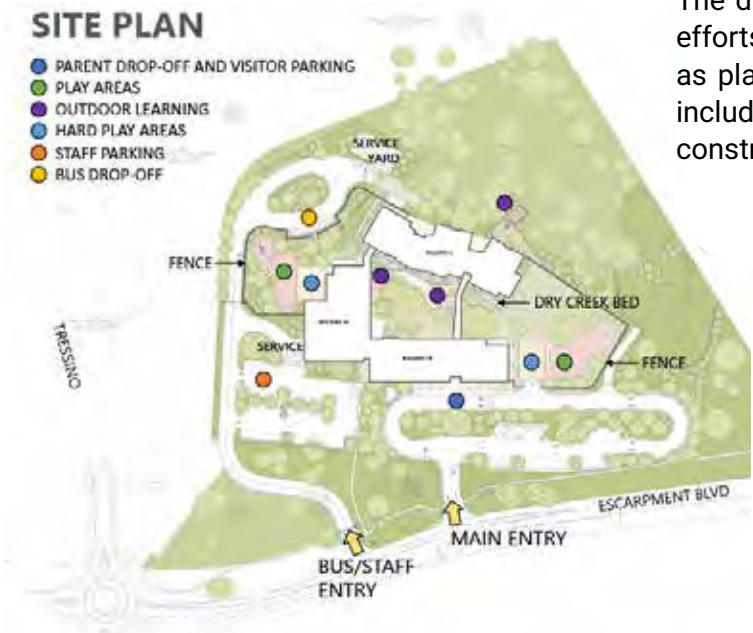 SITE PLAN
PARENT DROP-OFF AND VISITOR PARKING
PLAY AREAS
OUTDOOR LEARNING
HARD PLAY AREAS
STAFF PARKING
BUS DROP-OFF
The d
efforts
as pla
includ
constr
SERVICE
YARD
FENCE
DRY CREEK BED
TRESSINO
SERVICE
FENCE
ESCARPMENT BLVD
MAIN ENTRY
BUS/STAFF
ENTRY